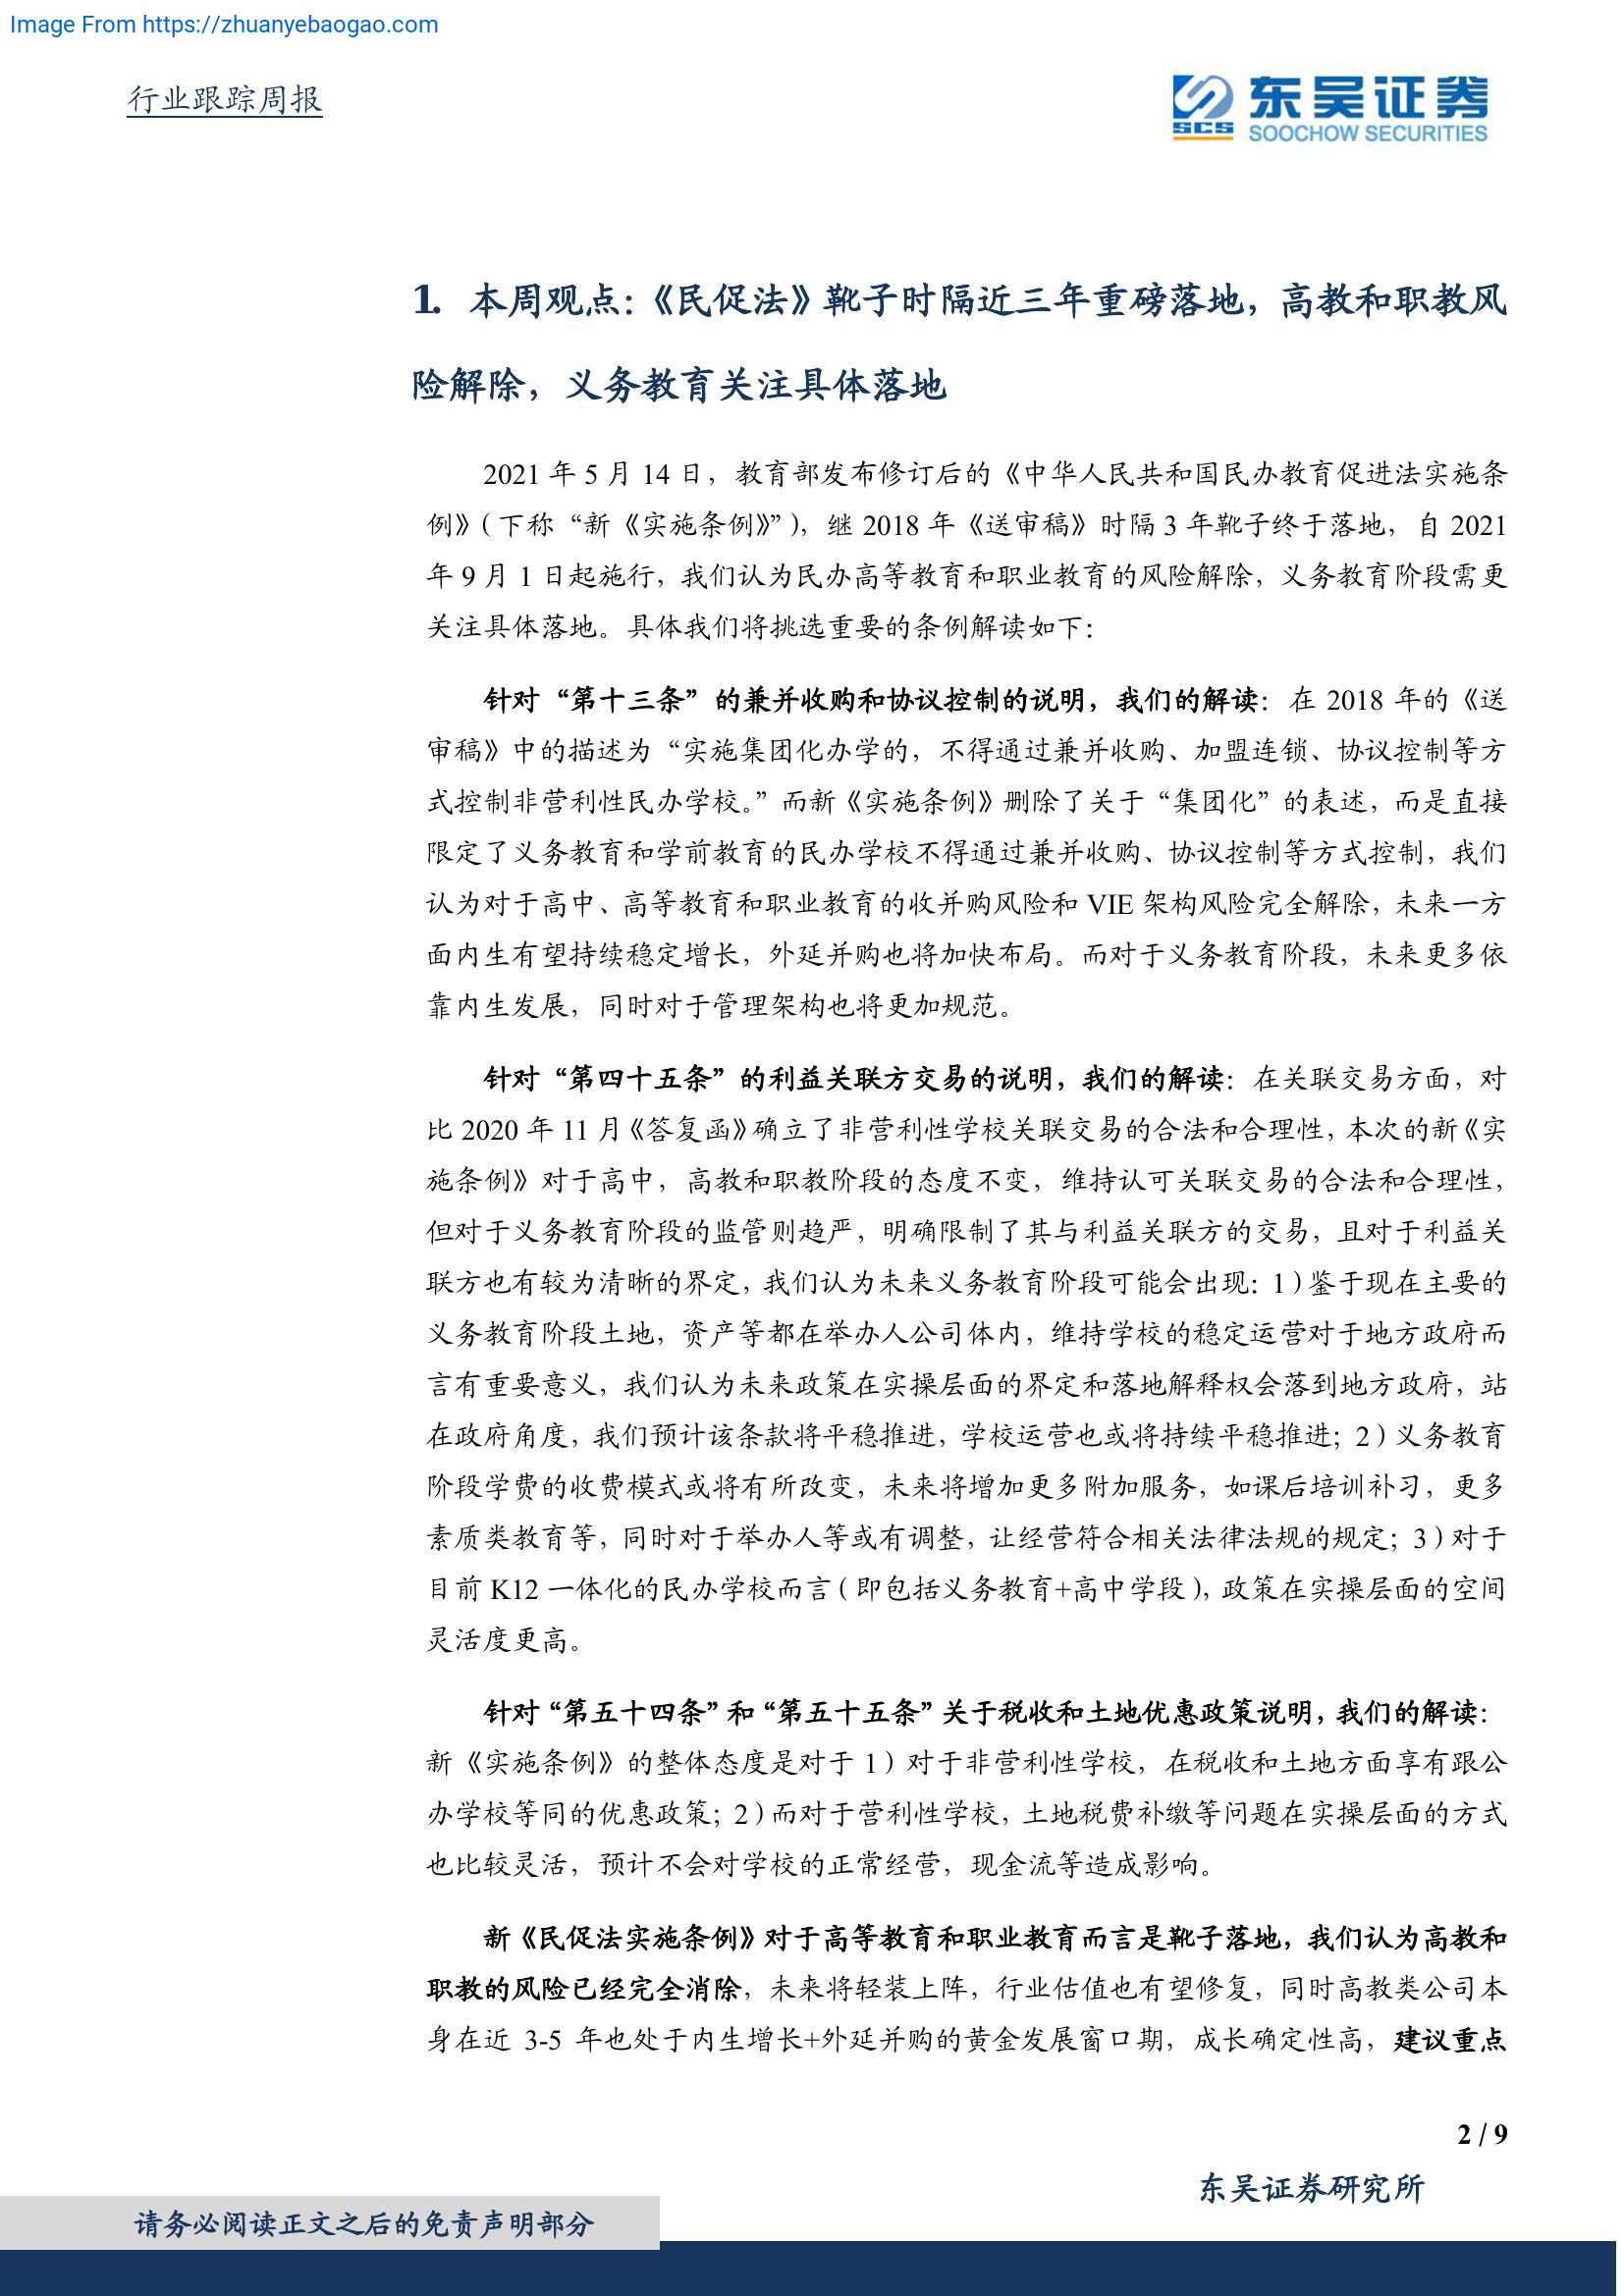 Image From https://zhuanyebaogao.com
行业跟踪周报
SCS 东吴证券
SOOCHOW SECURITIES
1. 本周观点：《民促法》靴子时隔近三年重磅落地，高教和职教风
险解除，义务教育关注具体落地
2021 年 5 月 14 日，教育部发布修订后的《中华人民共和国民办教育促进法实施条
例》（下称“新《实施条例》”），继 2018 年《送审稿》时隔 3 年靴子终于落地，自 2021
年 9 月 1 日起施行，我们认为民办高等教育和职业教育的风险解除，义务教育阶段需更
关注具体落地。具体我们将挑选重要的条例解读如下：
针对“第十三条”的兼并收购和协议控制的说明，我们的解读：在 2018 年的《送
审稿》中的描述为“实施集团化办学的，不得通过兼并收购、加盟连锁、协议控制等方
式控制非营利性民办学校。”而新《实施条例》删除了关于“集团化”的表述，而是直接
限定了义务教育和学前教育的民办学校不得通过兼并收购、协议控制等方式控制，我们
认为对于高中、高等教育和职业教育的收并购风险和 VIE 架构风险完全解除，未来一方
面内生有望持续稳定增长，外延并购也将加快布局。而对于义务教育阶段，未来更多依
靠内生发展，同时对于管理架构也将更加规范。
针对“第四十五条”的利益关联方交易的说明，我们的解读：在关联交易方面，对
比 2020 年 11 月《答复函》确立了非营利性学校关联交易的合法和合理性，本次的新《实
施条例》对于高中，高教和职教阶段的态度不变，维持认可关联交易的合法和合理性，
但对于义务教育阶段的监管则趋严，明确限制了其与利益关联方的交易，且对于利益关
联方也有较为清晰的界定，我们认为未来义务教育阶段可能会出现：1）鉴于现在主要的
义务教育阶段土地，资产等都在举办人公司体内，维持学校的稳定运营对于地方政府而
言有重要意义，我们认为未来政策在实操层面的界定和落地解释权会落到地方政府，站
在政府角度，我们预计该条款将平稳推进，学校运营也或将持续平稳推进；2）义务教育
阶段学费的收费模式或将有所改变，未来将增加更多附加服务，如课后培训补习，更多
素质类教育等，同时对于举办人等或有调整，让经营符合相关法律法规的规定；3）对于
目前 K12 一体化的民办学校而言（即包括义务教育+高中学段），政策在实操层面的空间
灵活度更高。
针对“第五十四条”和“第五十五条”关于税收和土地优惠政策说明，我们的解读：
新《实施条例》的整体态度是对于 1）对于非营利性学校，在税收和土地方面享有跟公
办学校等同的优惠政策；2）而对于营利性学校，土地税费补缴等问题在实操层面的方式
也比较灵活，预计不会对学校的正常经营，现金流等造成影响。
新《民促法实施条例》对于高等教育和职业教育而言是靴子落地，我们认为高教和
职教的风险已经完全消除，未来将轻装上阵，行业估值也有望修复，同时高教类公司本
身在近 3-5 年也处于内生增长+外延并购的黄金发展窗口期，成长确定性高，建议重点
2 / 9
东吴证券研究所
请务必阅读正文之后的免责声明部分